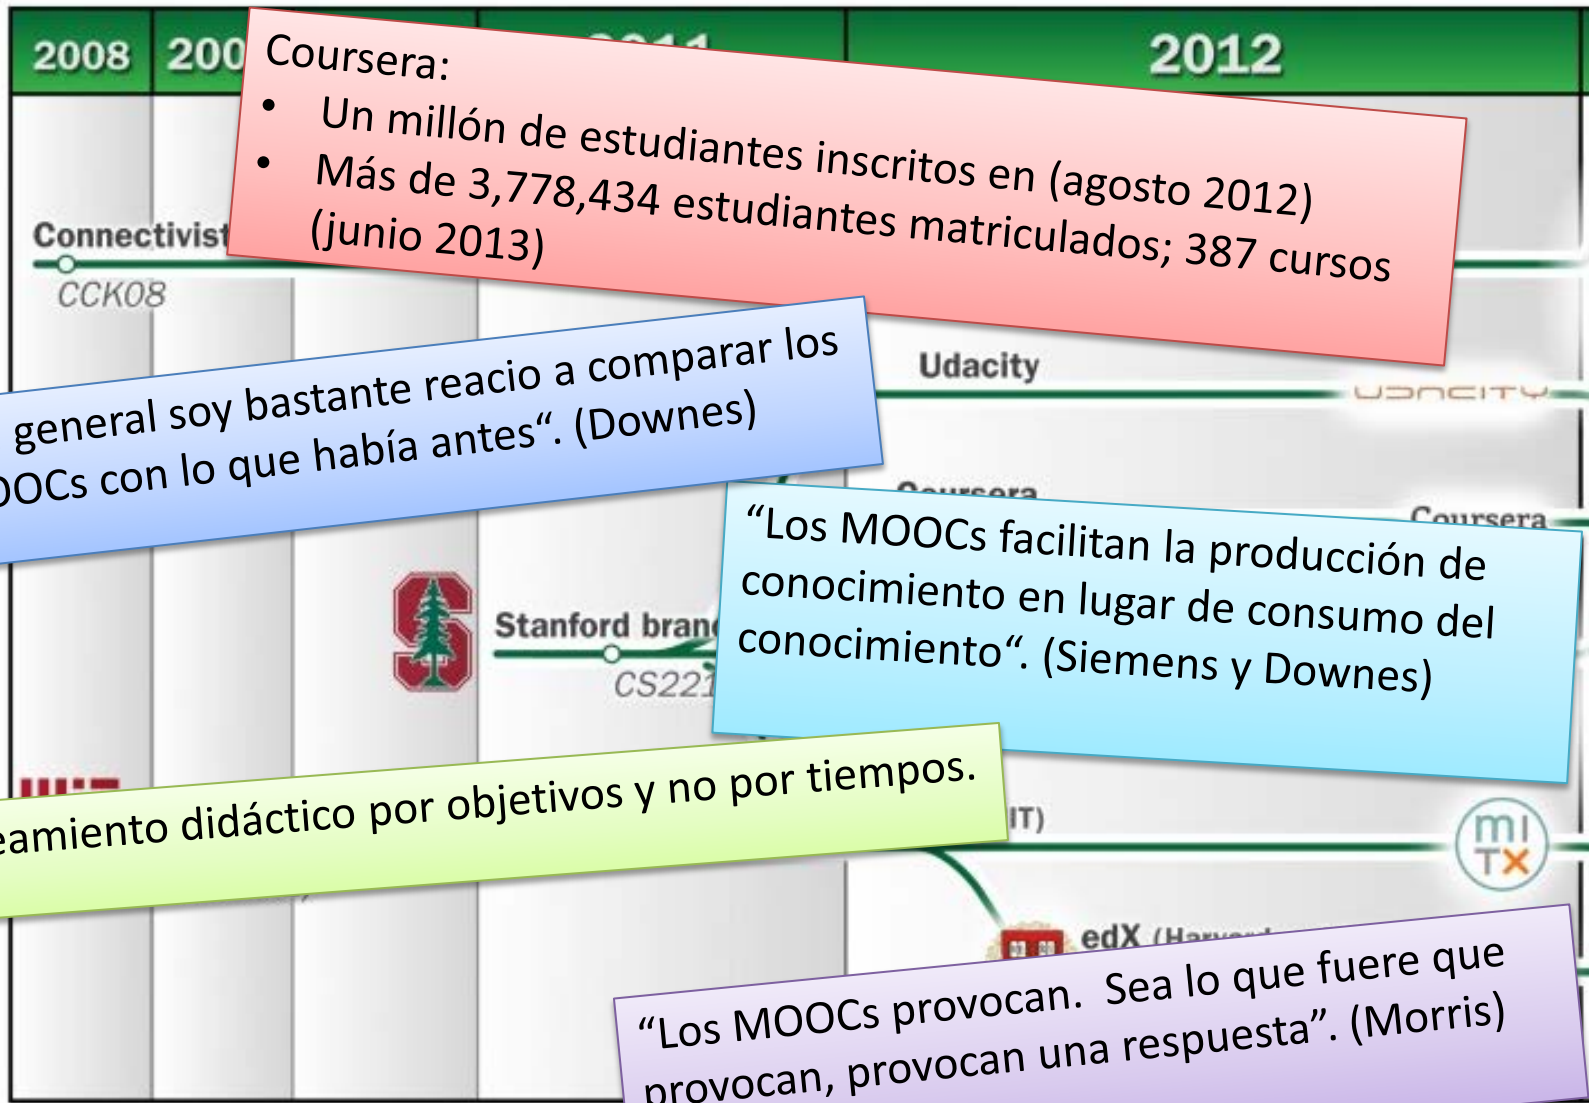 2008
200
2012
Coursera:
• Un millón de estudiantes inscritos en (agosto 2012)
• Más de 3,778,434 estudiantes matriculados; 387 cursos
(junio 2013)
Connectivist
CCK08
Udacity
UDACITY
general soy bastante reacio a comparar los
OOCs con lo que había antes“. (Downes)
Coursera
Coursera
“Los MOOCs facilitan la producción de
conocimiento en lugar de consumo del
conocimiento“. (Siemens y Downes)
Stanford
CS221
eamiento didáctico por objetivos y no por tiempos.
IT)
MITX
edX
“Los MOOCs provocan. Sea lo que fuere que
provocan, provocan una respuesta”. (Morris)